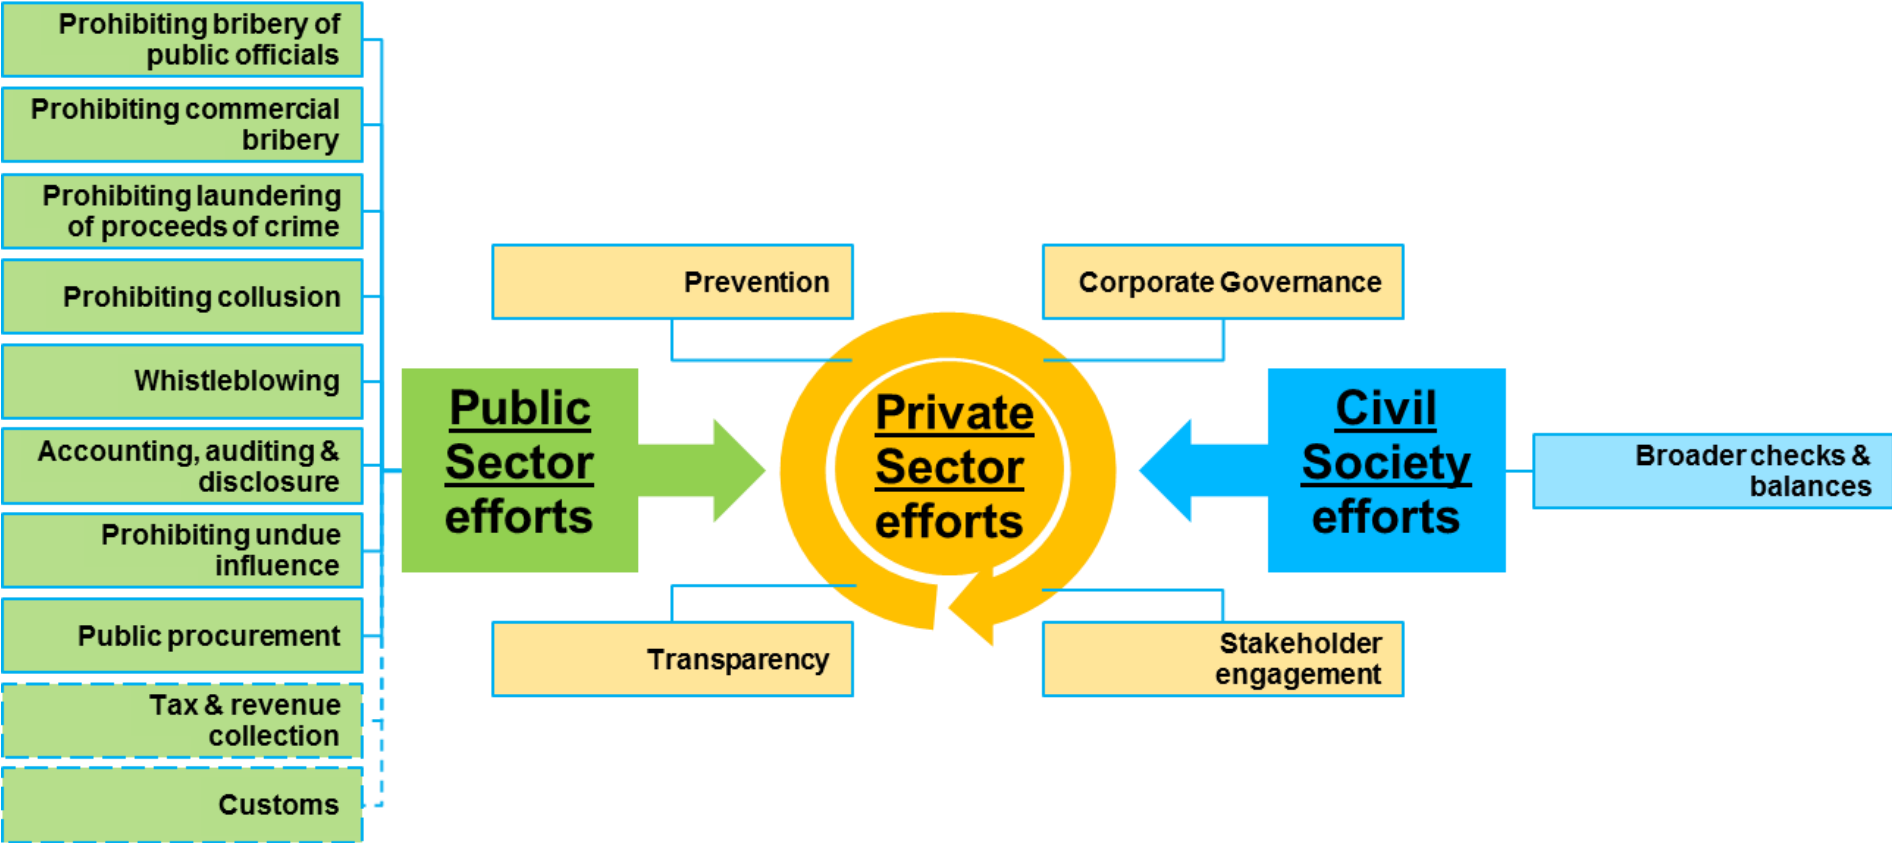 Prohibiting bribery of
public officials
Prohibiting commercial
bribery
Prohibiting laundering
of proceeds of crime
Prohibiting collusion
Whistleblowing
Accounting, auditing &
disclosure
Prohibiting undue
influence
Public procurement
Tax & revenue
collection
Customs
Public
Sector
efforts
Prevention
Transparency
Private
Sector
efforts
Corporate Governance
Stakeholder
engagement
Civil
Society
efforts
Broader checks &
balances